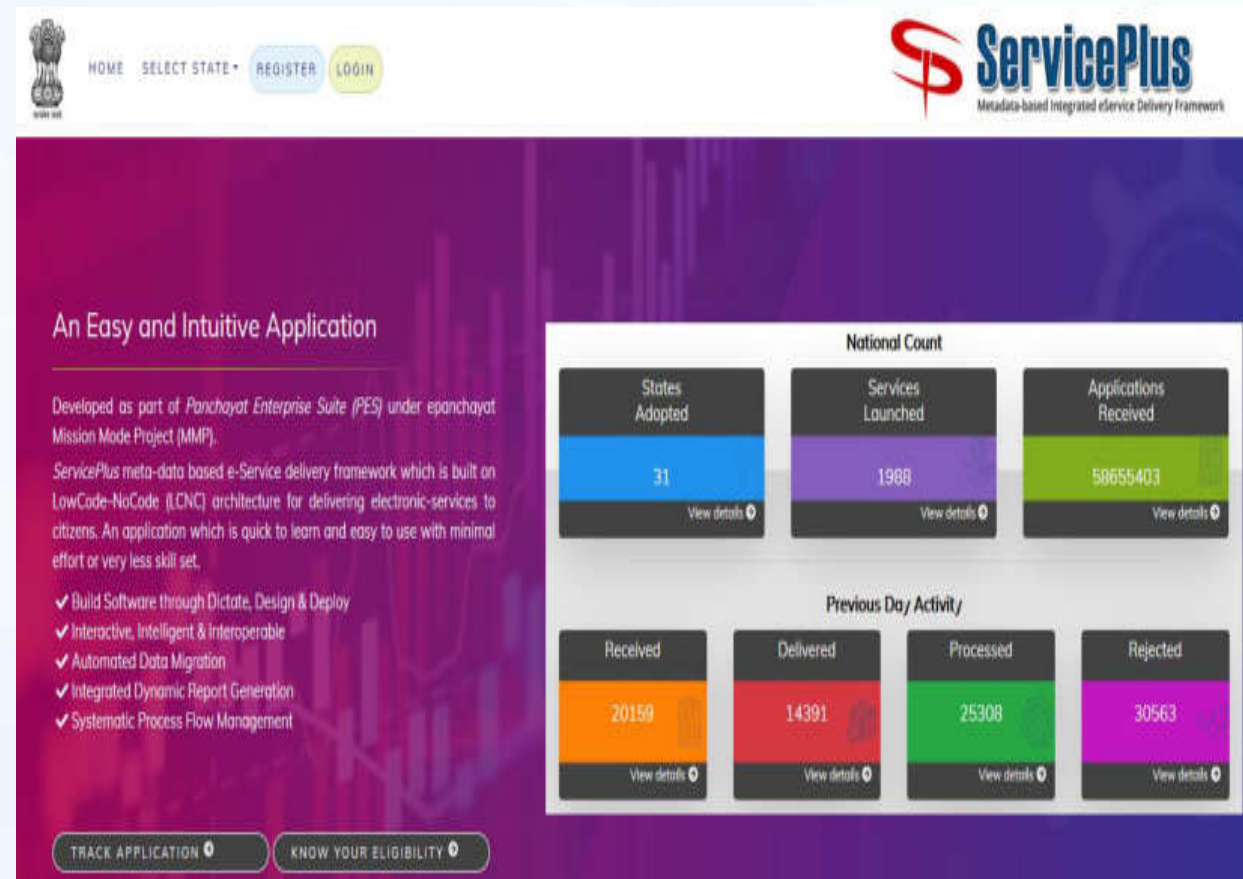 HOME SELECT STATE REGISTER LOGIN
ServicePlus
Metadata-based Integrated eService Delivery Framework
An Easy and Intuitive Application
Developed as part of Panchayat Enterprise Suite (PES) under epanchayat
Mission Mode Project (MMP).
ServicePlus meta-data based e-Service delivery framework which is built on
LowCode-NoCode (LCNC) architecture for delivering electronic-services to
citizens. An application which is quick to learn and easy to use with minimal
effort or very less skill set.
Build Software through Dictate, Design & Deploy
Interactive, Intelligent & Interoperable
Automated Data Migration
Integrated Dynamic Report Generation
Systematic Process Flow Management
TRACK APPLICATION
KNOW YOUR ELIGIBILITY
National Count
States
Adopted
31
View details
Services
Launched
1988
View details
Applications
Received
58655403
View details
Previous Day Activity
Received
20159
View details
Delivered
14391
View details
Processed
25308
View details
Rejected
30563
View details